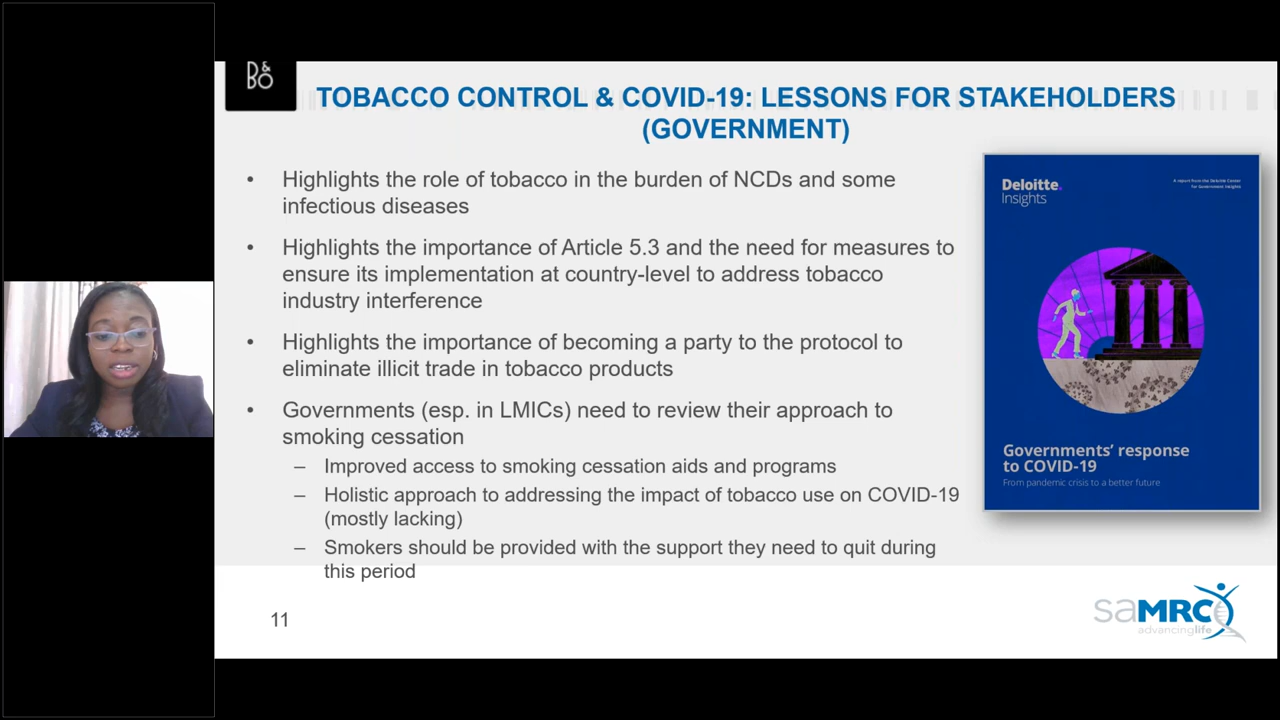 D&
BO
TOBACCO CONTROL & COVID-19: LESSONS FOR STAKEHOLDERS
(GOVERNMENT)
• Highlights the role of tobacco in the burden of NCDs and some
infectious diseases
• Highlights the importance of Article 5.3 and the need for measures to
ensure its implementation at country-level to address tobacco
industry interference
• Highlights the importance of becoming a party to the protocol to
eliminate illicit trade in tobacco products
• Governments (esp. in LMICs) need to review their approach to
smoking cessation
– Improved access to smoking cessation aids and programs
– Holistic approach to addressing the impact of tobacco use on COVID-19
(mostly lacking)
– Smokers should be provided with the support they need to quit during
this period
Deloitte.
Insights
A report from the Deloitte Center
for Government Insights
Governments' response
to COVID-19
From pandemic crisis to a better future
11
saMRC
advancinglife